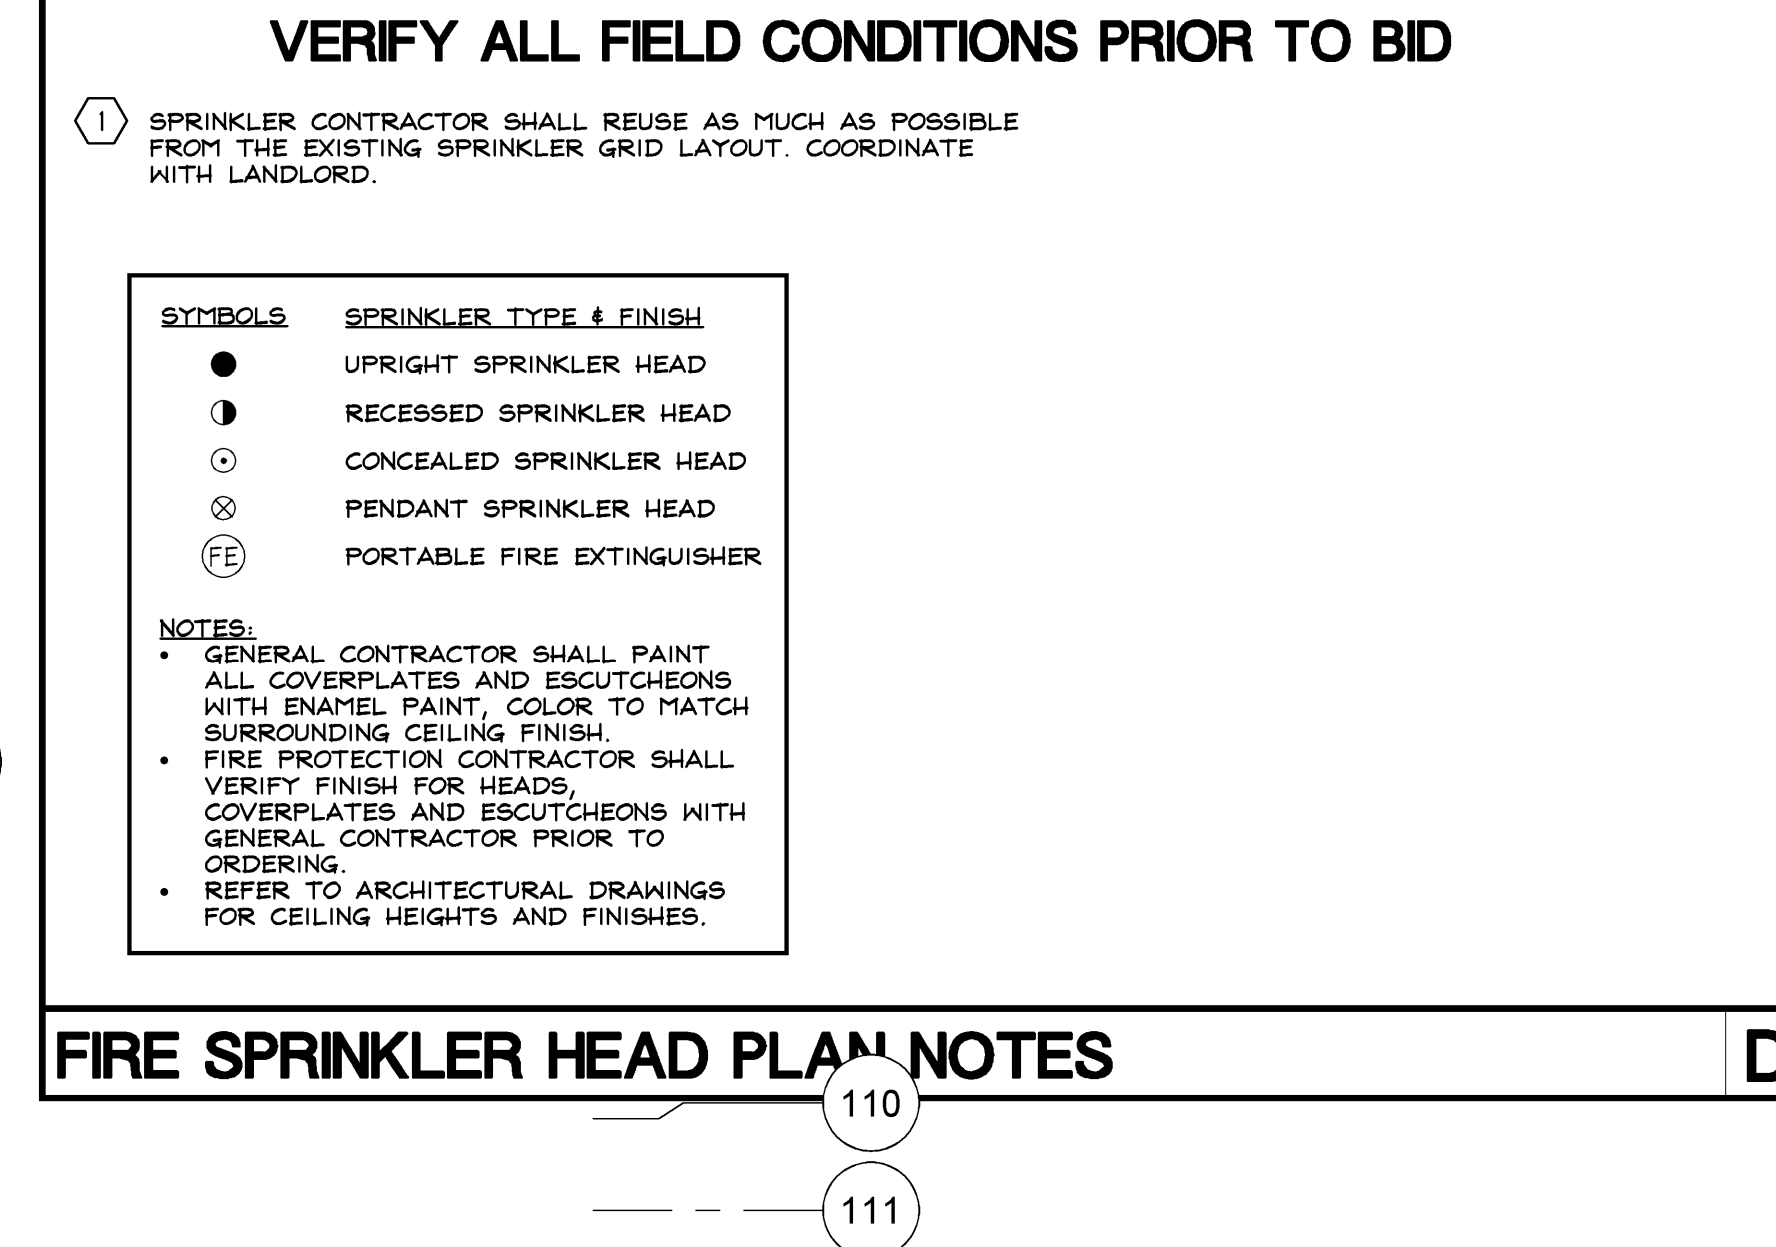 VERIFY ALL FIELD CONDITIONS PRIOR TO BID
1
SPRINKLER CONTRACTOR SHALL REUSE AS MUCH AS POSSIBLE
FROM THE EXISTING SPRINKLER GRID LAYOUT. COORDINATE
WITH LANDLORD.
SYMBOLS SPRINKLER TYPE & FINISH
UPRIGHT SPRINKLER HEAD
RECESSED SPRINKLER HEAD
CONCEALED SPRINKLER HEAD
PENDANT SPRINKLER HEAD
FE PORTABLE FIRE EXTINGUISHER
NOTES:
• GENERAL CONTRACTOR SHALL PAINT
ALL COVERPLATES AND ESCUTCHEONS
WITH ENAMEL PAINT, COLOR TO MATCH
SURROUNDING CEILING FINISH.
• FIRE PROTECTION CONTRACTOR SHALL
VERIFY FINISH FOR HEADS,
COVERPLATES AND ESCUTCHEONS WITH
GENERAL CONTRACTOR PRIOR TO
ORDERING.
• REFER TO ARCHITECTURAL DRAWINGS
FOR CEILING HEIGHTS AND FINISHES.
FIRE SPRINKLER HEAD PLAN NOTES
110
111